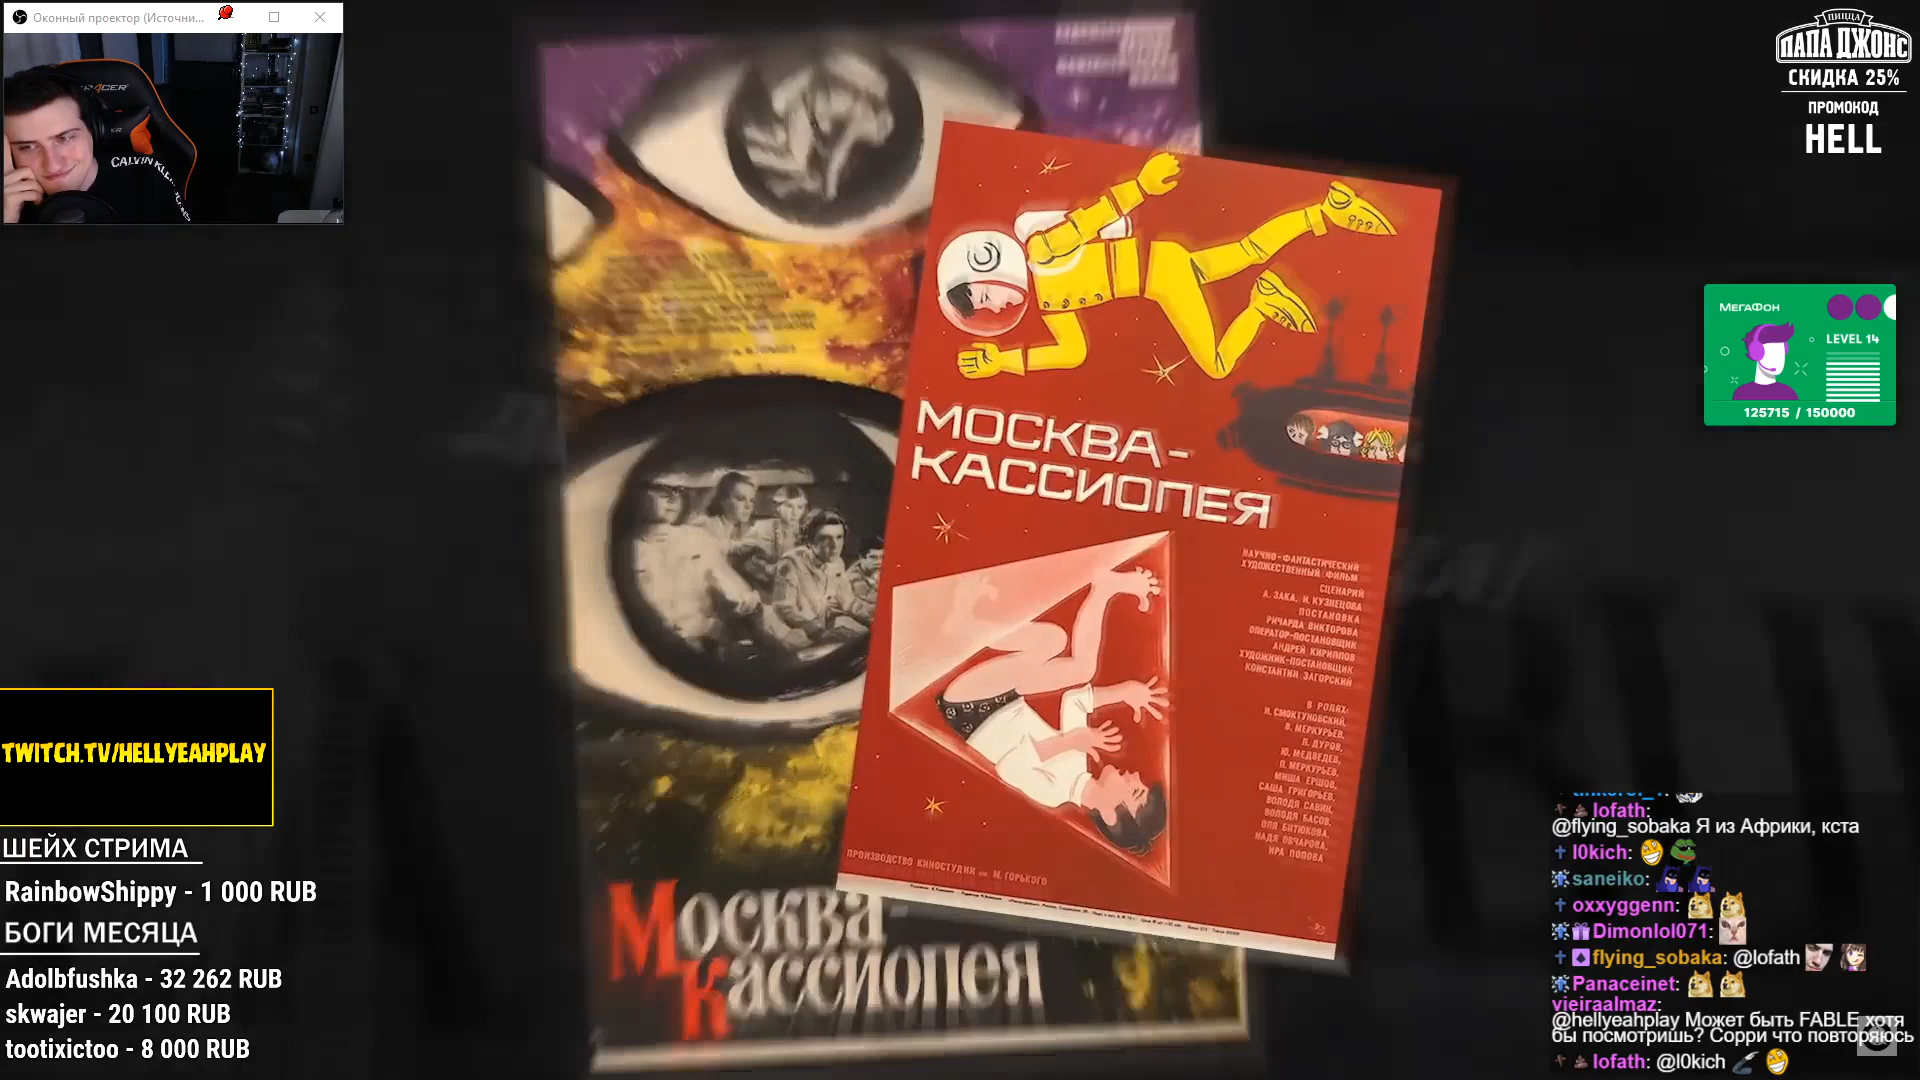 Оконный проектор (Источни...
CALVIN KLEIN
ПИЦЦА
ПАПА ДЖОНС
СКИДКА 25%
ПРОМОКОД
HELL
МЕГАФОН
LEVEL 14
125715 / 150000
МОСКВА-
КАССИОПЕЯ
НАУЧНО-ФАНТАСТИЧЕСКИЙ
ХУДОЖЕСТВЕННЫЙ ФИЛЬМ
СЦЕНАРИЙ
А. ЗАКА, И. КУЗНЕЦОВА
ПОСТАНОВКА
РИЧАРДА ВИКТОРОВА
ОПЕРАТОР-ПОСТАНОВЩИК
АНДРЕЙ КИРИЛЛОВ
ХУДОЖНИК-ПОСТАНОВЩИК
КОНСТАНТИН ЗАГОРСКИЙ
В РОЛЯХ:
И. СМОКТУНОВСКИЙ,
В. МЕРКУРЬЕВ,
Л. ДУРОВ,
Ю. МЕДВЕДЕВ,
П. МЕРКУРЬЕВ,
МИША ЕРШОВ,
САША ГРИГОРЬЕВ,
ВОЛОДЯ САВИН,
ВОЛОДЯ БАСОВ,
ОЛЯ БИТЮКОВА,
НАДЯ ОВЧАРОВА,
ИРА ПОПОВА
ПРОИЗВОДСТВО КИНОСТУДИИ ИМ. М. ГОРЬКОГО
Москва-
Кассиопея
TWITCH.TV/HELLYEAHPLAY
ШЕЙХ СТРИМА
RainbowShippy - 1 000 RUB
БОГИ МЕСЯЦА
Adolbfushka - 32 262 RUB
skwajer - 20 100 RUB
tootixictoo - 8 000 RUB
lofath:
@flying_sobaka Я из Африки, кста
l0kich:
saneiko:
oxxyggenn:
Dimonlol071:
flying_sobaka: @lofath
Panaceinet:
vieiraalmaz:
@hellyeahplay Может быть FABLE хотя
бы посмотришь? Сорри что повторяюсь
lofath: @l0kich